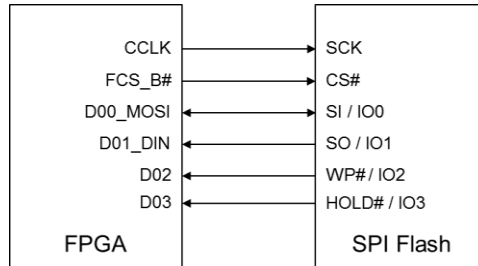 CCLK SCK
FCS_B# CS#
D00_MOSI SI / IO0
D01_DIN SO / IO1
D02 WP# / IO2
D03 HOLD# / IO3
FPGA SPI Flash